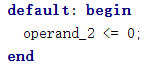 default: begin
operand_2 <= 0;
end